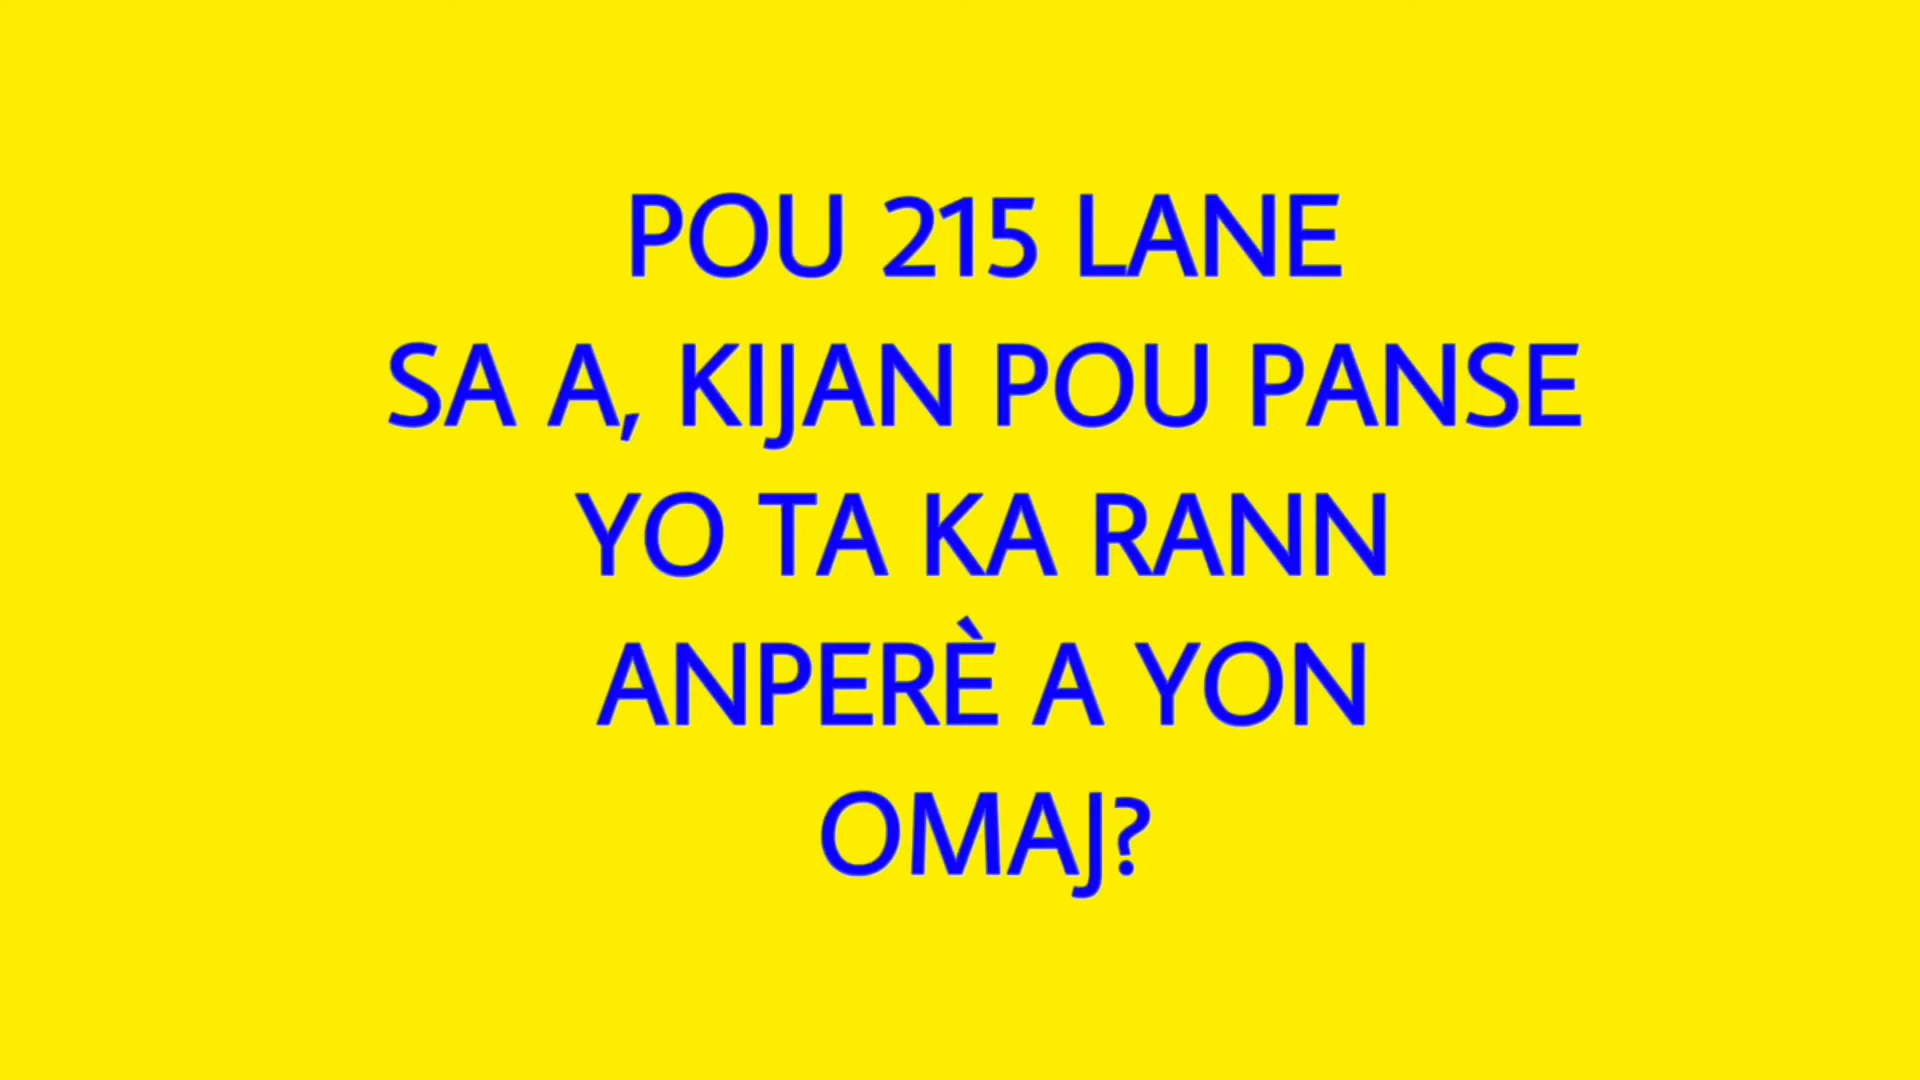 POU 215 LANE
SA A, KIJAN POU PANSE
YO TA KA RANN
ANPERÈ A YON
OMAJ?